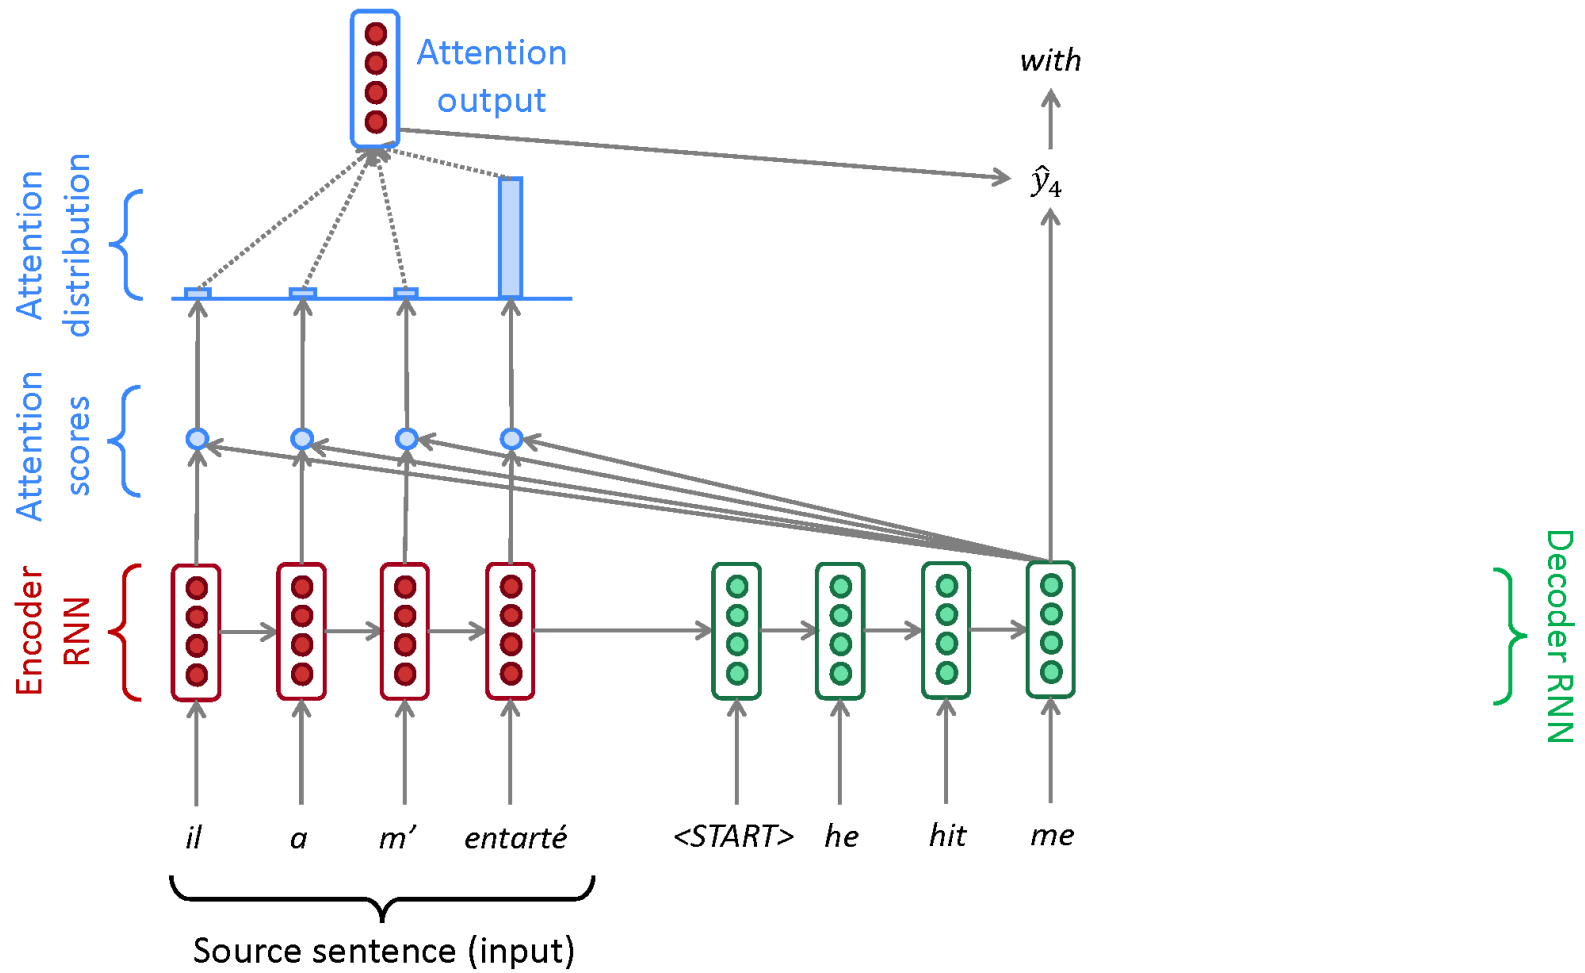 Attention
output
with
Attention
distribution
ŷ₄
Attention
scores
Encoder
RNN
Decoder RNN
il a m’ entarté <START> he hit me
Source sentence (input)